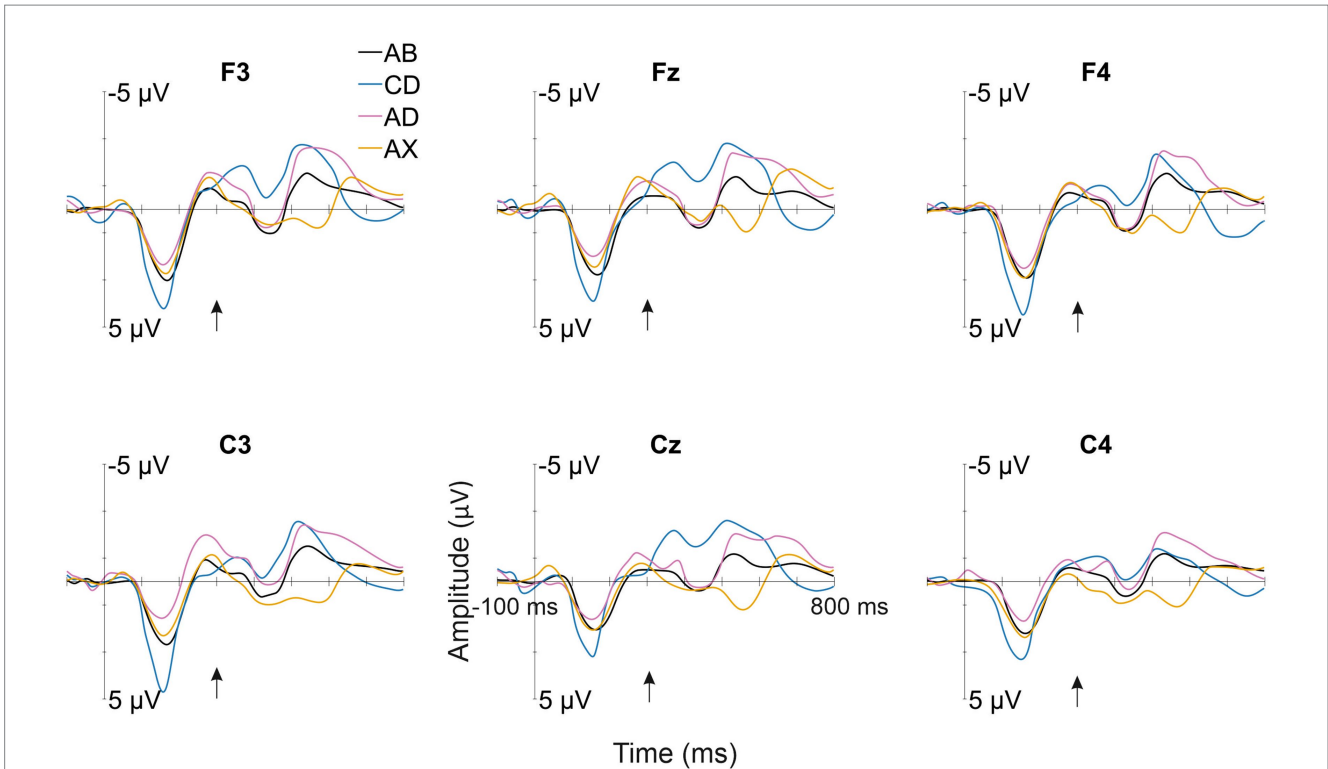 AB
CD
AD
AX
F3
-5 µV
5 µV
Fz
-5 µV
5 µV
F4
-5 µV
5 µV
C3
-5 µV
5 µV
Cz
-5 µV
5 µV
Amplitude (µV)
-100 ms
800 ms
C4
-5 µV
5 µV
Time (ms)